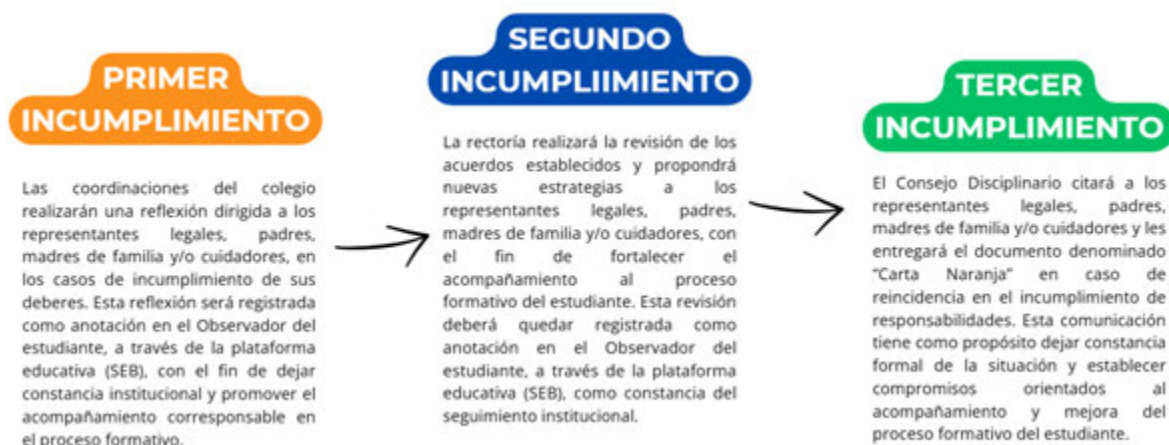 PRIMER
INCUMPLIMIENTO
Las coordinaciones del colegio
realizarán una reflexión dirigida a los
representantes legales, padres,
madres de familia y/o cuidadores, en
los casos de incumplimiento de sus
deberes. Esta reflexión será registrada
como anotación en el Observador del
estudiante, a través de la plataforma
educativa (SEB), con el fin de dejar
constancia institucional y promover el
acompañamiento corresponsable en
el proceso formativo.
SEGUNDO
INCUMPLIIMIENTO
La rectoría realizará la revisión de los
acuerdos establecidos y propondrá
nuevas estrategias a los
representantes legales, padres,
madres de familia y/o cuidadores, con
el fin de fortalecer el
acompañamiento al proceso
formativo del estudiante. Esta revisión
deberá quedar registrada como
anotación en el Observador del
estudiante, a través de la plataforma
educativa (SEB), como constancia del
seguimiento institucional.
TERCER
INCUMPLIMIENTO
El Consejo Disciplinario citará a los
representantes legales, padres,
madres de familia y/o cuidadores y les
entregará el documento denominado
“Carta Naranja” en caso de
reincidencia en el incumplimiento de
responsabilidades. Esta comunicación
tiene como propósito dejar constancia
formal de la situación y establecer
compromisos orientados al
acompañamiento y mejora del
proceso formativo del estudiante.